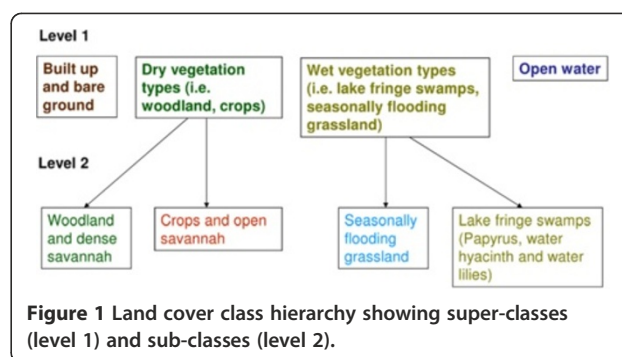 Level 1
Built up
and bare
ground
Dry vegetation
types (i.e.
woodland, crops)
Wet vegetation types
(i.e. lake fringe swamps,
seasonally flooding
grassland)
Open water
Level 2
Woodland
and dense
savannah
Crops and open
savannah
Seasonally
flooding
grassland
Lake fringe swamps
(Papyrus, water
hyacinth and water
lilies)
Figure 1 Land cover class hierarchy showing super-classes
(level 1) and sub-classes (level 2).